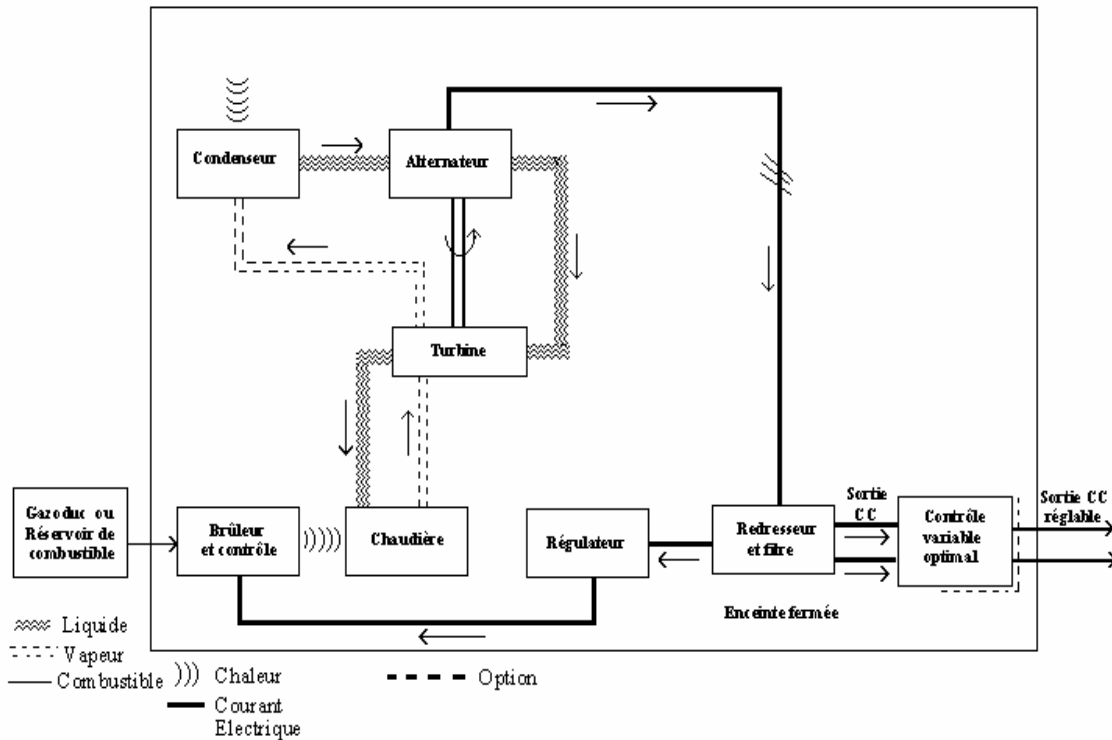 Condenseur
Alternateur
Turbine
Gazoduc ou
Réservoir de
combustible
Brûleur
et contrôle
Chaudière
Régulateur
Redresseur
et filtre
Sortie
CC
Contrôle
variable
optimal
Sortie CC
réglable
Enceinte fermée
Liquide
Vapeur
Combustible
Chaleur
Courant
Electrique
Option